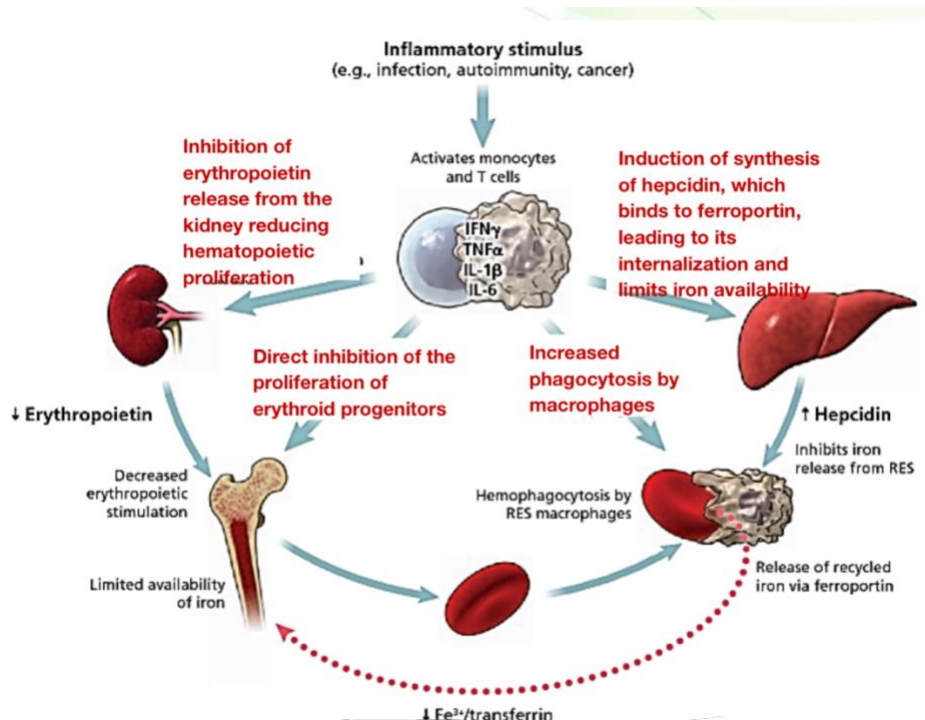 Inflammatory stimulus
(e.g., infection, autoimmunity, cancer)
Activates monocytes
and T cells
IFNγ
TNFα
IL-1β
IL-6
Inhibition of
erythropoietin
release from the
kidney reducing
hematopoietic
proliferation
Induction of synthesis
of hepcidin, which
binds to ferroportin,
leading to its
internalization and
limits iron availability
Direct inhibition of the
proliferation of
erythroid progenitors
Increased
phagocytosis by
macrophages
↓ Erythropoietin
↑ Hepcidin
Inhibits iron
release from RES
Decreased
erythropoietic
stimulation
Hemophagocytosis by
RES macrophages
Limited availability
of iron
Release of recycled
iron via ferroportin
↓ Fe³⁺/transferrin